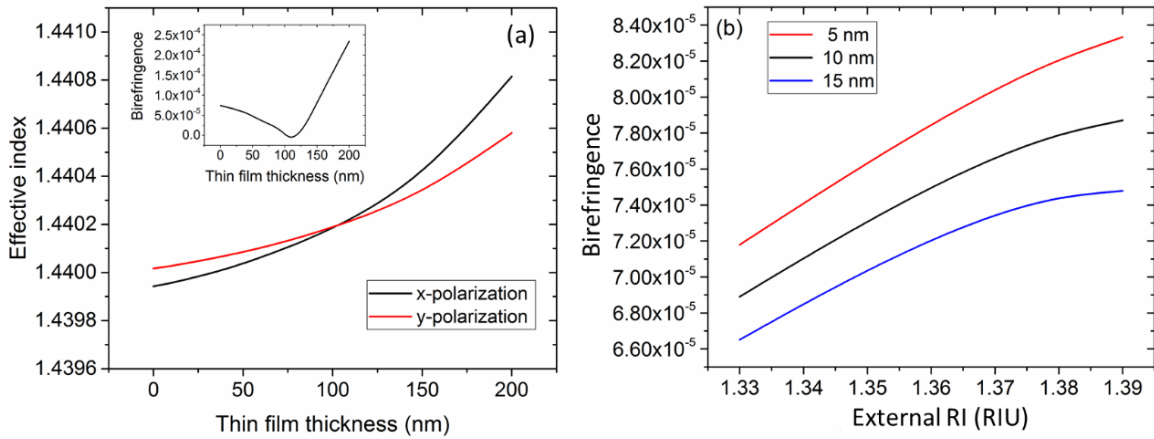 (a)
1.4410
1.4408
1.4406
1.4404
1.4402
1.4400
1.4398
1.4396
Effective index
0
50
100
150
200
Thin film thickness (nm)
x-polarization
y-polarization
2.5x10-4
2.0x10-4
1.5x10-4
1.0x10-4
5.0x10-5
0.0
Birefringence
0
50
100
150
200
Thin film thickness (nm)
(b)
5 nm
10 nm
15 nm
8.40x10-5
8.20x10-5
8.00x10-5
7.80x10-5
7.60x10-5
7.40x10-5
7.20x10-5
7.00x10-5
6.80x10-5
6.60x10-5
Birefringence
1.33
1.34
1.35
1.36
1.37
1.38
1.39
External RI (RIU)